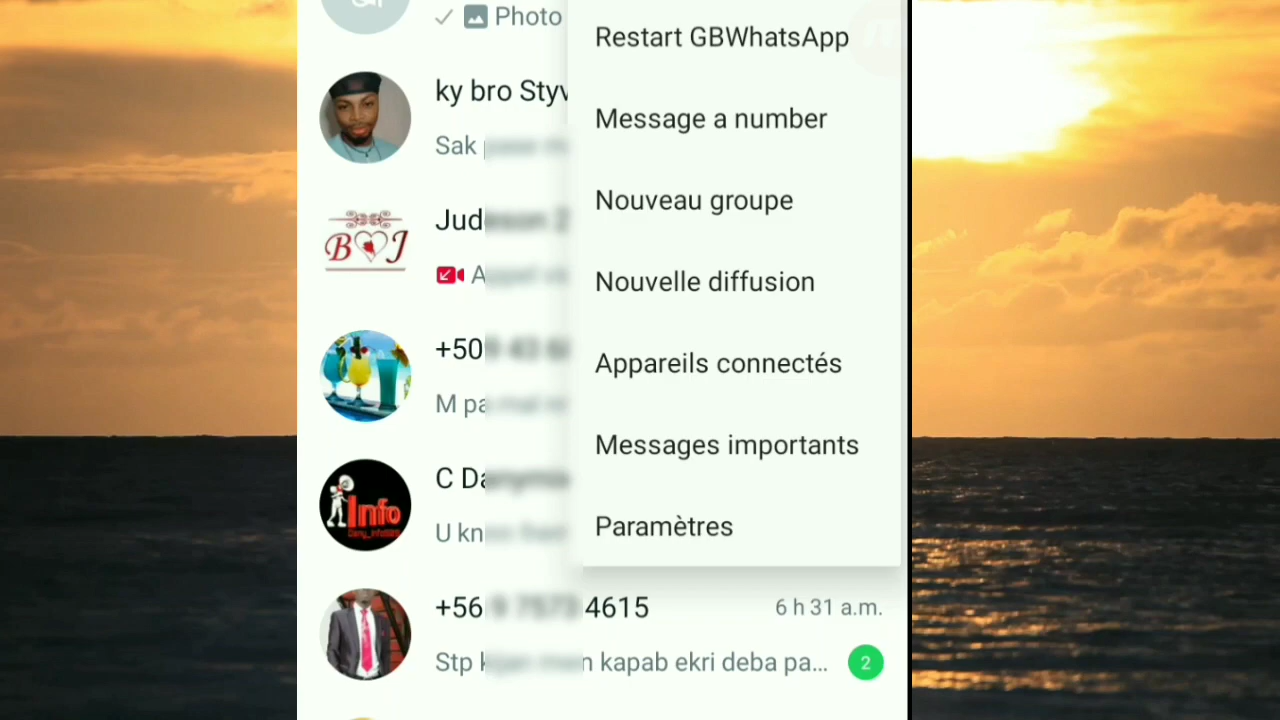 Photo
Restart GBWhatsApp
ky bro Styv
Message a number
Sak
Nouveau groupe
Jud
Nouvelle diffusion
A
+50
Appareils connectés
M pa
Messages importants
C Da
Info
U kn
Paramètres
+56 4615
6 h 31 a.m.
Stp n kapab ekri deba pa...
2
B J